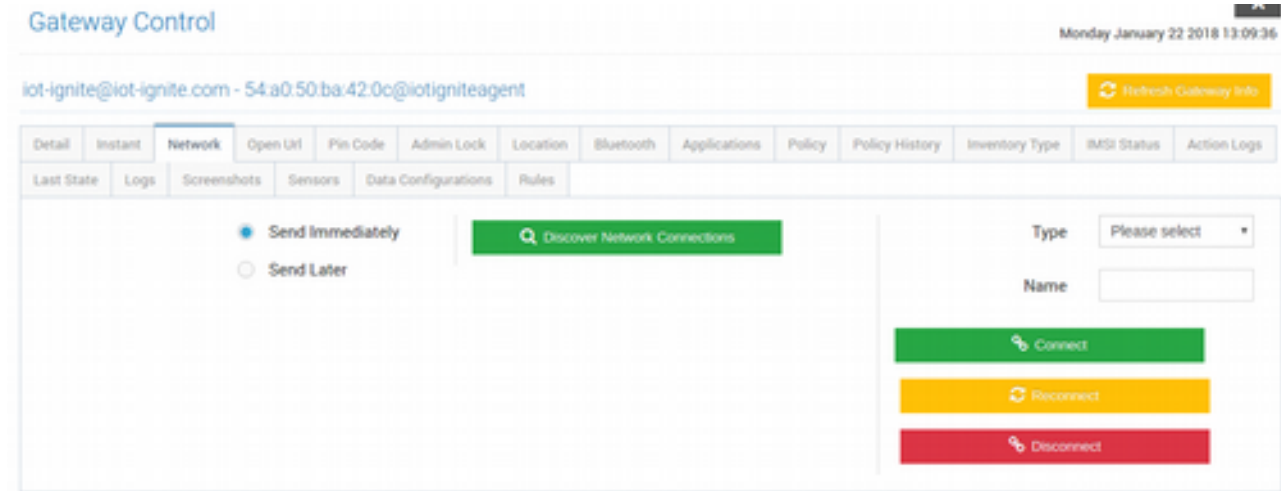 Gateway Control
Monday January 22 2018 13:09:36
iot-ignite@iot-ignite.com - 54:a0:50:ba:42:0c@iotigniteagent
Refresh Gateway Info
Detail Instant Network Open Url Pin Code Admin Lock Location Bluetooth Applications Policy Policy History Inventory Type IMSI Status Action Logs
Last State Logs Screenshots Sensors Data Configurations Rules
Send Immediately
Send Later
Discover Network Connections
Type Please select
Name
Connect
Reconnect
Disconnect